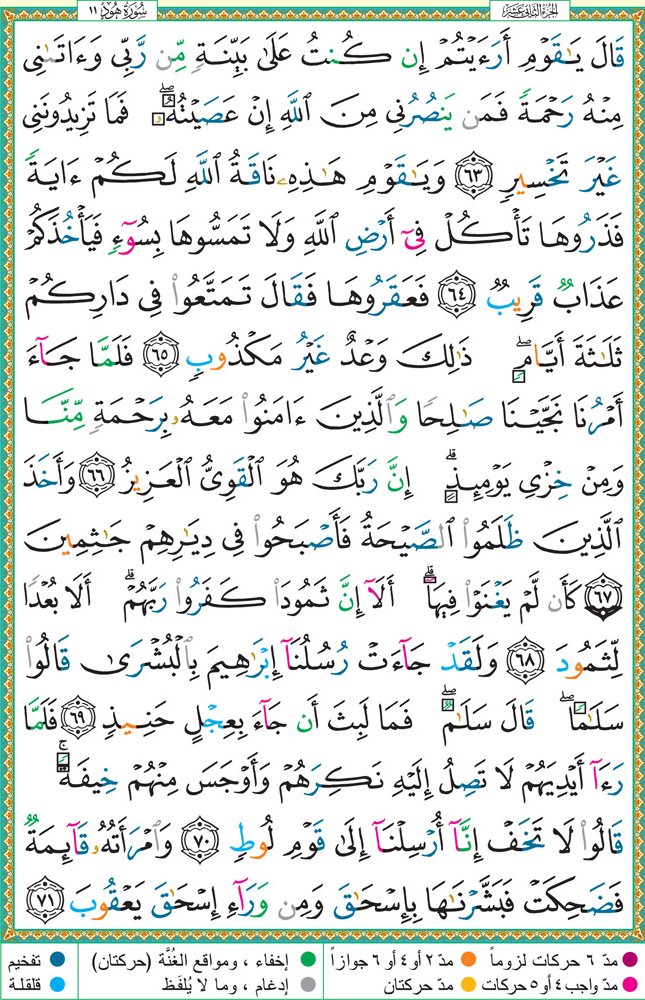 الجزء الثاني عشر
سورة هود ١١
قَالَ يَـٰقَوْمِ أَرَءَيْتُمْ إِن كُنتُ عَلَىٰ بَيِّنَةٍ مِّن رَّبِّى وَءَاتَىٰنِى
مِنْهُ رَحْمَةً فَمَن يَنصُرُنِى مِنَ ٱللَّهِ إِنْ عَصَيْتُهُۥ ۖ فَمَا تَزِيدُونَنِى
غَيْرَ تَخْسِيرٍ ﴿٦٣﴾ وَيَـٰقَوْمِ هَـٰذِهِۦ نَاقَةُ ٱللَّهِ لَكُمْ ءَايَةً
فَذَرُوهَا تَأْكُلْ فِىٓ أَرْضِ ٱللَّهِ وَلَا تَمَسُّوهَا بِسُوٓءٍ فَيَأْخُذَكُمْ
عَذَابٌ قَرِيبٌ ﴿٦٤﴾ فَعَقَرُوهَا فَقَالَ تَمَتَّعُوا۟ فِى دَارِكُمْ
ثَلَـٰثَةَ أَيَّامٍ ۖ ذَٰلِكَ وَعْدٌ غَيْرُ مَكْذُوبٍ ﴿٦٥﴾ فَلَمَّا جَآءَ
أَمْرُنَا نَجَّيْنَا صَـٰلِحًا وَٱلَّذِينَ ءَامَنُوا۟ مَعَهُۥ بِرَحْمَةٍ مِّنَّا
وَمِنْ خِزْىِ يَوْمِئِذٍ ۗ إِنَّ رَبَّكَ هُوَ ٱلْقَوِىُّ ٱلْعَزِيزُ ﴿٦٦﴾ وَأَخَذَ
ٱلَّذِينَ ظَلَمُوا۟ ٱلصَّيْحَةُ فَأَصْبَحُوا۟ فِى دِيَـٰرِهِمْ جَـٰثِمِينَ
﴿٦٧﴾ كَأَن لَّمْ يَغْنَوْا۟ فِيهَآ ۗ أَلَآ إِنَّ ثَمُودَا۟ كَفَرُوا۟ رَبَّهُمْ ۗ أَلَا بُعْدًا
لِّثَمُودَ ﴿٦٨﴾ وَلَقَدْ جَآءَتْ رُسُلُنَآ إِبْرَٰهِيمَ بِٱلْبُشْرَىٰ قَالُوا۟
سَلَـٰمًا ۖ قَالَ سَلَـٰمٌ ۖ فَمَا لَبِثَ أَن جَآءَ بِعِجْلٍ حَنِيذٍ ﴿٦٩﴾ فَلَمَّا
رَءَآ أَيْدِيَهُمْ لَا تَصِلُ إِلَيْهِ نَكِرَهُمْ وَأَوْجَسَ مِنْهُمْ خِيفَةً ۚ
قَالُوا۟ لَا تَخَفْ إِنَّآ أُرْسِلْنَآ إِلَىٰ قَوْمِ لُوطٍ ﴿٧٠﴾ وَٱمْرَأَتُهُۥ قَآئِمَةٌ
فَضَحِكَتْ فَبَشَّرْنَـٰهَا بِإِسْحَـٰقَ وَمِن وَرَآءِ إِسْحَـٰقَ يَعْقُوبَ ﴿٧١﴾
مدّ ٦ حركات لزوماً مدّ ٢ أو ٤ أو ٦ جوازاً إخفاء ، ومواقع الغُنَّة (حركتان) تفخيم
مدّ واجب ٤ أو ٥ حركات مدّ حركتان إدغام ، وما لا يُلفَظ قلقلة